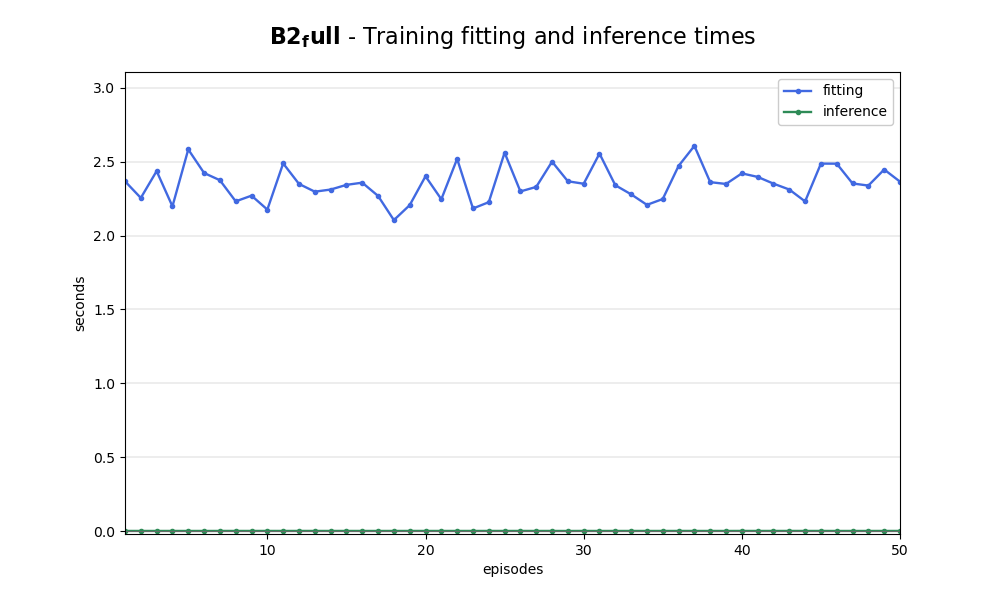 B2full - Training fitting and inference times
fitting
inference
3.0
2.5
2.0
1.5
1.0
0.5
0.0
seconds
10 20 30 40 50
episodes